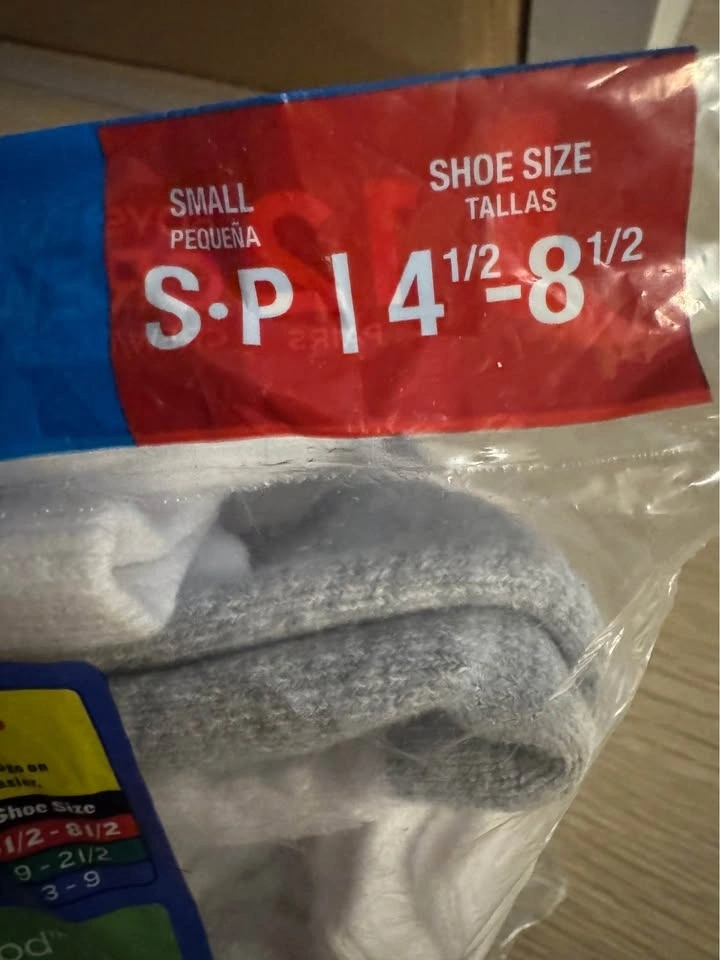 SMALL
PEQUEÑA
S•P | 4 1/2-8 1/2
SHOE SIZE
TALLAS
on
Shoe Size
1/2 - 8 1/2
9 - 2 1/2
3 - 9